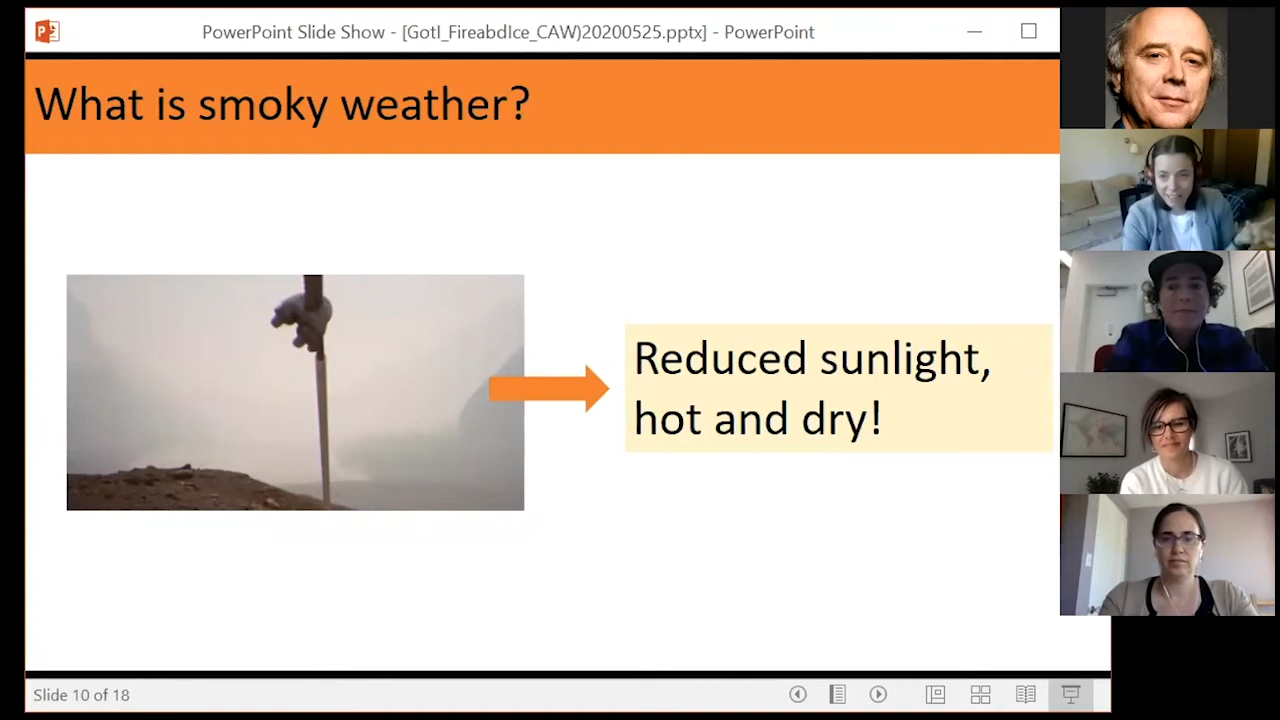 PowerPoint Slide Show - [GotI_FireabdIce_CAW)20200525.pptx] - PowerPoint
What is smoky weather?
Reduced sunlight,
hot and dry!
Slide 10 of 18